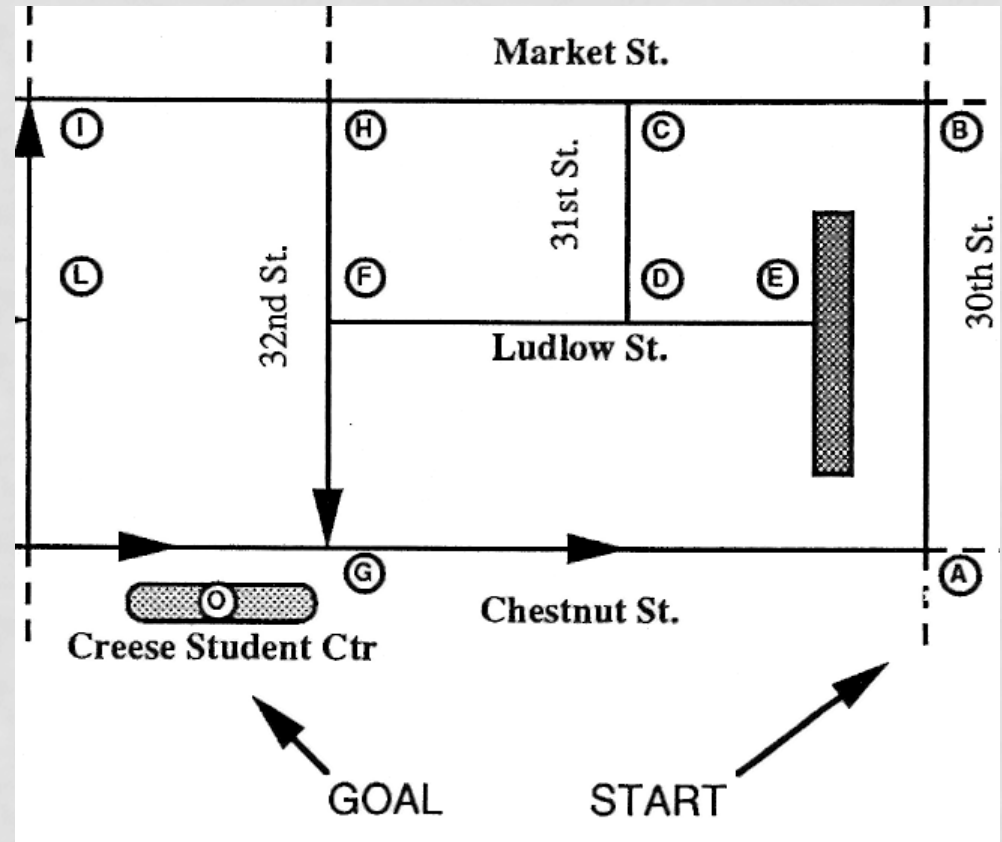 Market St.
I
H
C
B
31st St.
30th St.
L
F
D
E
32nd St.
Ludlow St.
G
A
O
Chestnut St.
Creese Student Ctr
GOAL
START